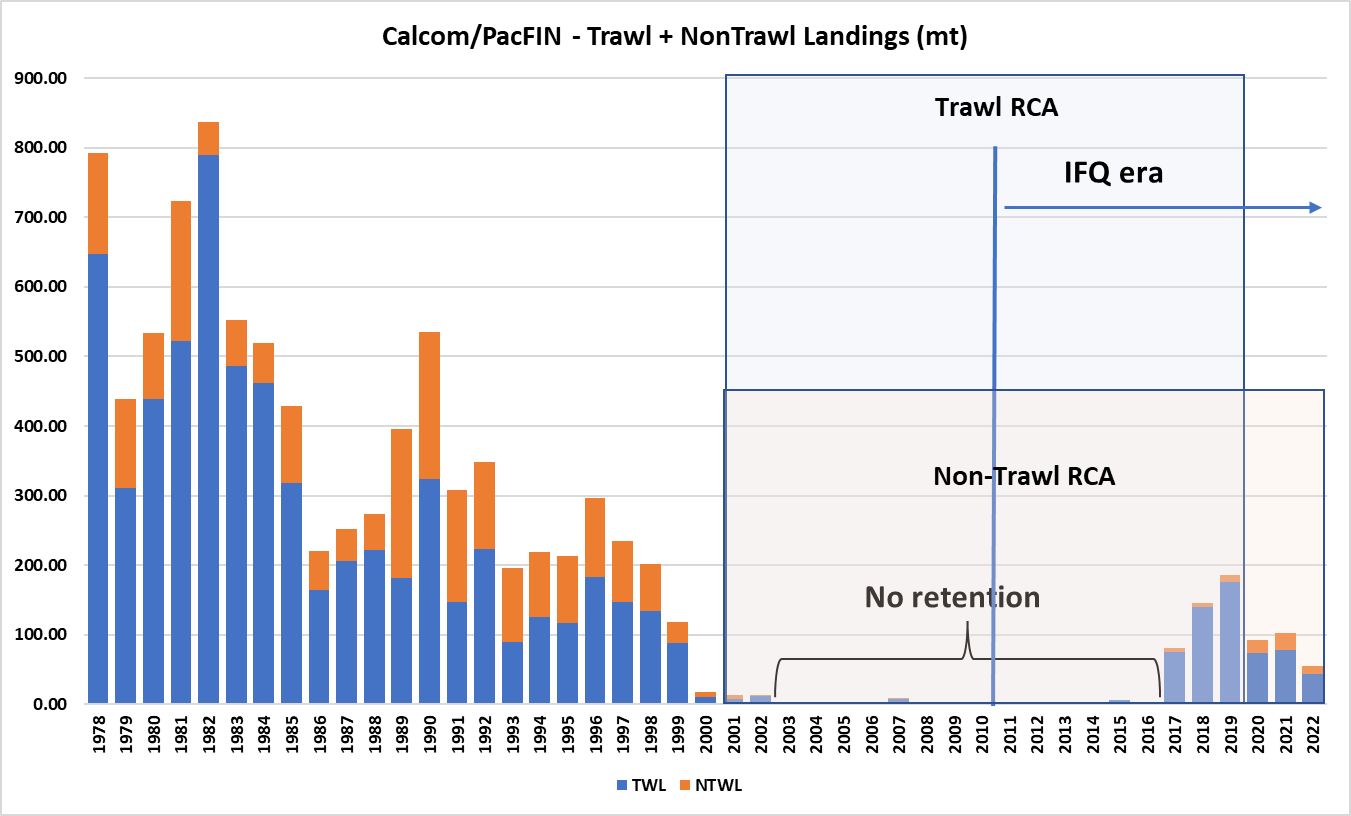 Calcom/PacFIN - Trawl + NonTrawl Landings (mt)
900.00
800.00
700.00
600.00
500.00
400.00
300.00
200.00
100.00
0.00
Trawl RCA
IFQ era
Non-Trawl RCA
No retention
1978 1979 1980 1981 1982 1983 1984 1985 1986 1987 1988 1989 1990 1991 1992 1993 1994 1995 1996 1997 1998 1999 2000 2001 2002 2003 2004 2005 2006 2007 2008 2009 2010 2011 2012 2013 2014 2015 2016 2017 2018 2019 2020 2021 2022
TWL NTWL